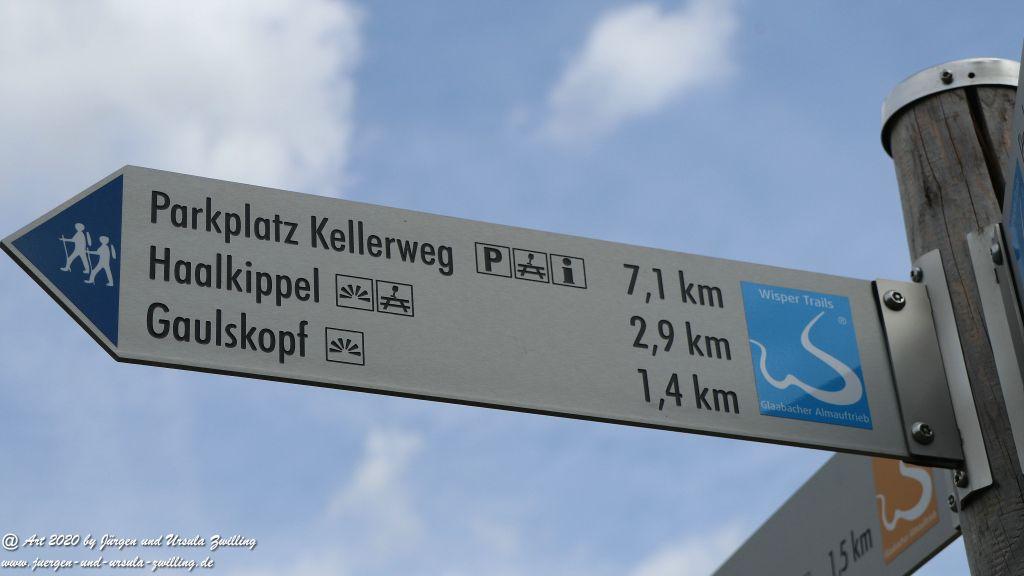 Parkplatz Kellerweg P i 7,1 km
Haalkippel 2,9 km
Gaulskopf 1,4 km
Wisper Trails ®
Glaabacher Almauftrieb
1,5 km
@ Art 2020 by Jürgen und Ursula Zwilling
www.juergen-und-ursula-zwilling.de